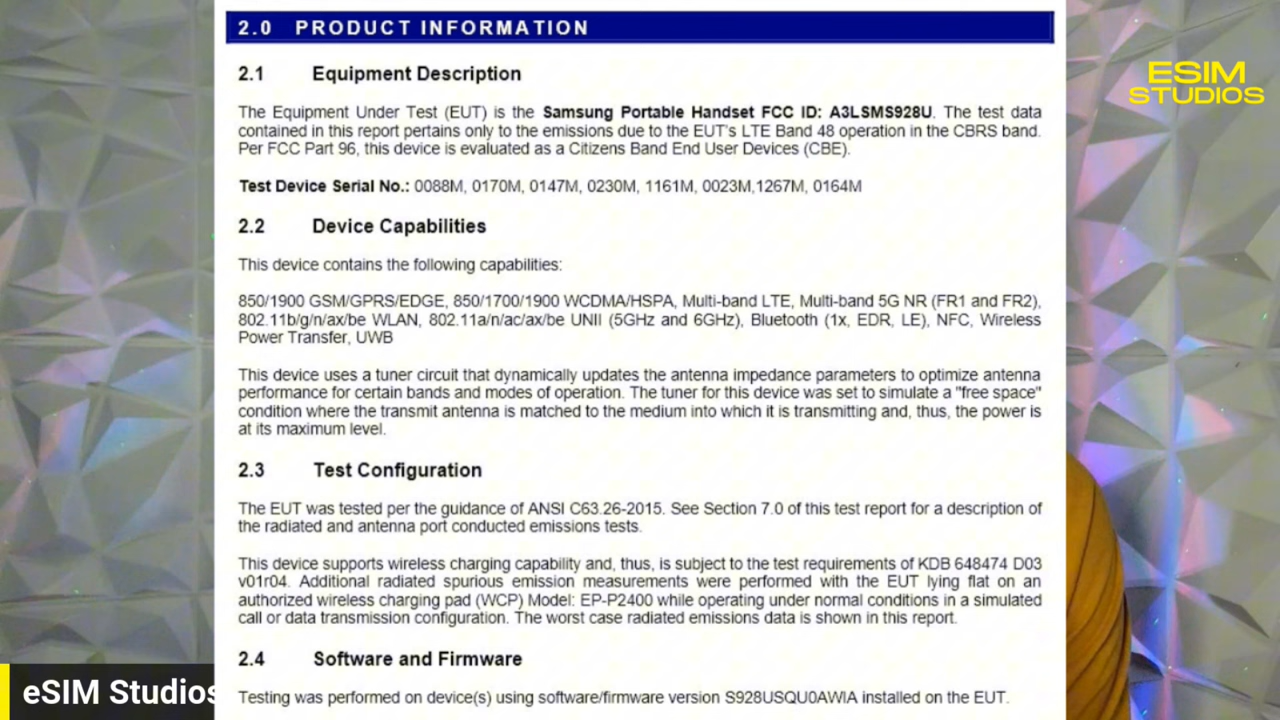 2.0 PRODUCT INFORMATION
2.1 Equipment Description
The Equipment Under Test (EUT) is the Samsung Portable Handset FCC ID: A3LSMS928U. The test data
contained in this report pertains only to the emissions due to the EUT's LTE Band 48 operation in the CBRS band.
Per FCC Part 96, this device is evaluated as a Citizens Band End User Devices (CBE).
Test Device Serial No.: 0088M, 0170M, 0147M, 0230M, 1161M, 0023M,1267M, 0164M
2.2 Device Capabilities
This device contains the following capabilities:
850/1900 GSM/GPRS/EDGE, 850/1700/1900 WCDMA/HSPA, Multi-band LTE, Multi-band 5G NR (FR1 and FR2),
802.11b/g/n/ax/be WLAN, 802.11a/n/ac/ax/be UNII (5GHz and 6GHz), Bluetooth (1x, EDR, LE), NFC, Wireless
Power Transfer, UWB
This device uses a tuner circuit that dynamically updates the antenna impedance parameters to optimize antenna
performance for certain bands and modes of operation. The tuner for this device was set to simulate a "free space"
condition where the transmit antenna is matched to the medium into which it is transmitting and, thus, the power is
at its maximum level.
2.3 Test Configuration
The EUT was tested per the guidance of ANSI C63.26-2015. See Section 7.0 of this test report for a description of
the radiated and antenna port conducted emissions tests.
This device supports wireless charging capability and, thus, is subject to the test requirements of KDB 648474 D03
v01r04. Additional radiated spurious emission measurements were performed with the EUT lying flat on an
authorized wireless charging pad (WCP) Model: EP-P2400 while operating under normal conditions in a simulated
call or data transmission configuration. The worst case radiated emissions data is shown in this report.
2.4 Software and Firmware
Testing was performed on device(s) using software/firmware version S928USQU0AWIA installed on the EUT.
ESIM
STUDIOS
eSIM Studios